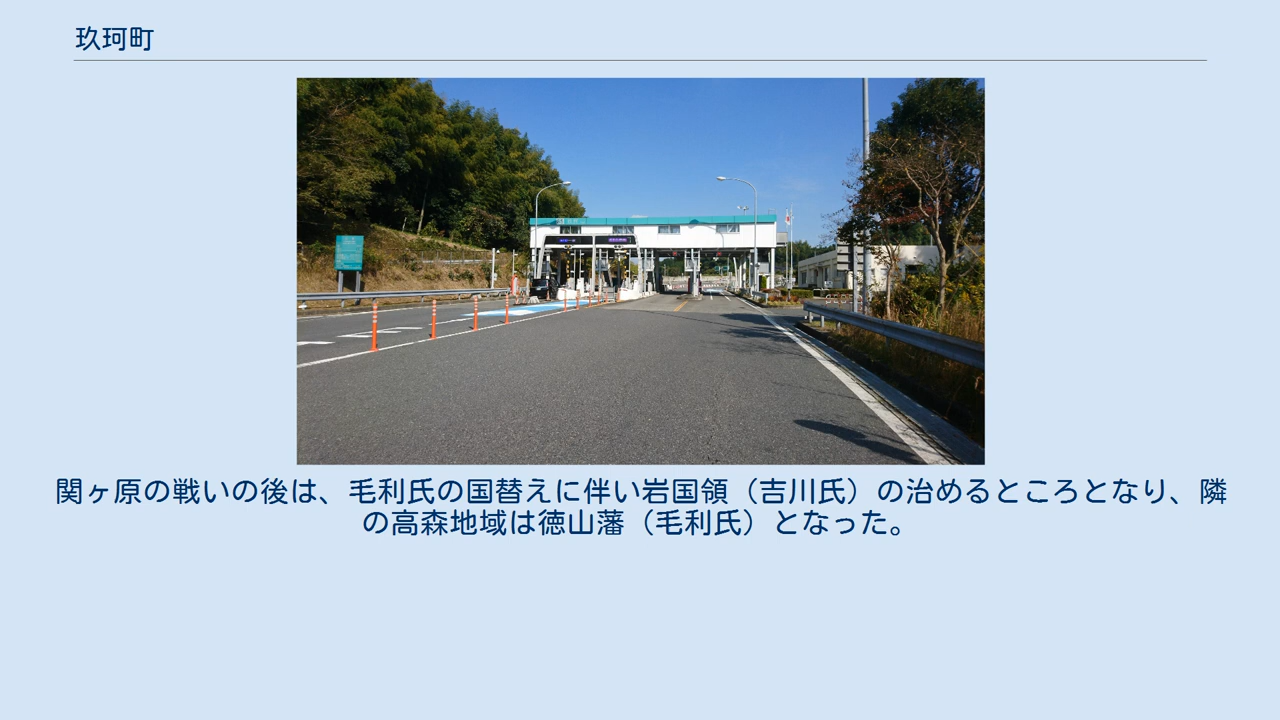 玖珂町
関ヶ原の戦いの後は、毛利氏の国替えに伴い岩国領（吉川氏）の治めるところとなり、隣
の高森地域は徳山藩（毛利氏）となった。